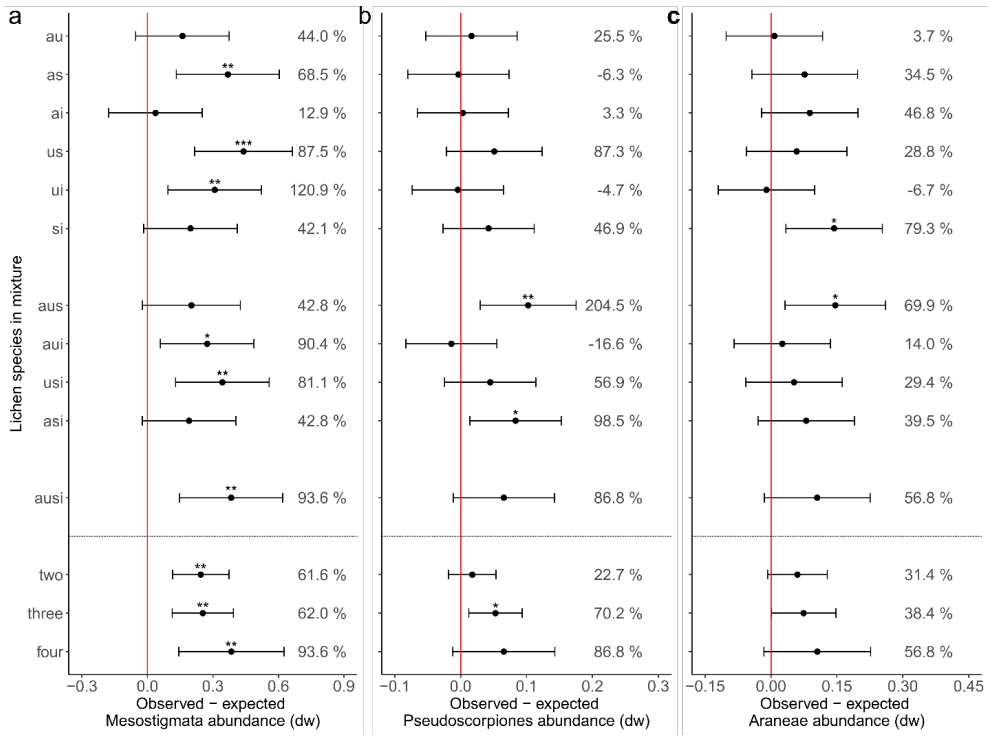 a
b
c
Lichen species in mixture
au
44.0 %
25.5 %
3.7 %
as
**
68.5 %
-6.3 %
34.5 %
ai
12.9 %
3.3 %
46.8 %
us
***
87.5 %
87.3 %
28.8 %
ui
**
120.9 %
-4.7 %
-6.7 %
si
42.1 %
46.9 %
*
79.3 %
aus
42.8 %
**
204.5 %
*
69.9 %
aui
*
90.4 %
-16.6 %
14.0 %
usi
**
81.1 %
56.9 %
29.4 %
asi
42.8 %
*
98.5 %
39.5 %
ausi
**
93.6 %
86.8 %
56.8 %
two
**
61.6 %
22.7 %
31.4 %
three
**
62.0 %
*
70.2 %
38.4 %
four
**
93.6 %
86.8 %
56.8 %
−0.3 0.0 0.3 0.6 0.9
Observed − expected
Mesostigmata abundance (dw)
−0.1 0.0 0.1 0.2 0.3
Observed − expected
Pseudoscorpiones abundance (dw)
−0.15 0.00 0.15 0.30 0.45
Observed − expected
Araneae abundance (dw)